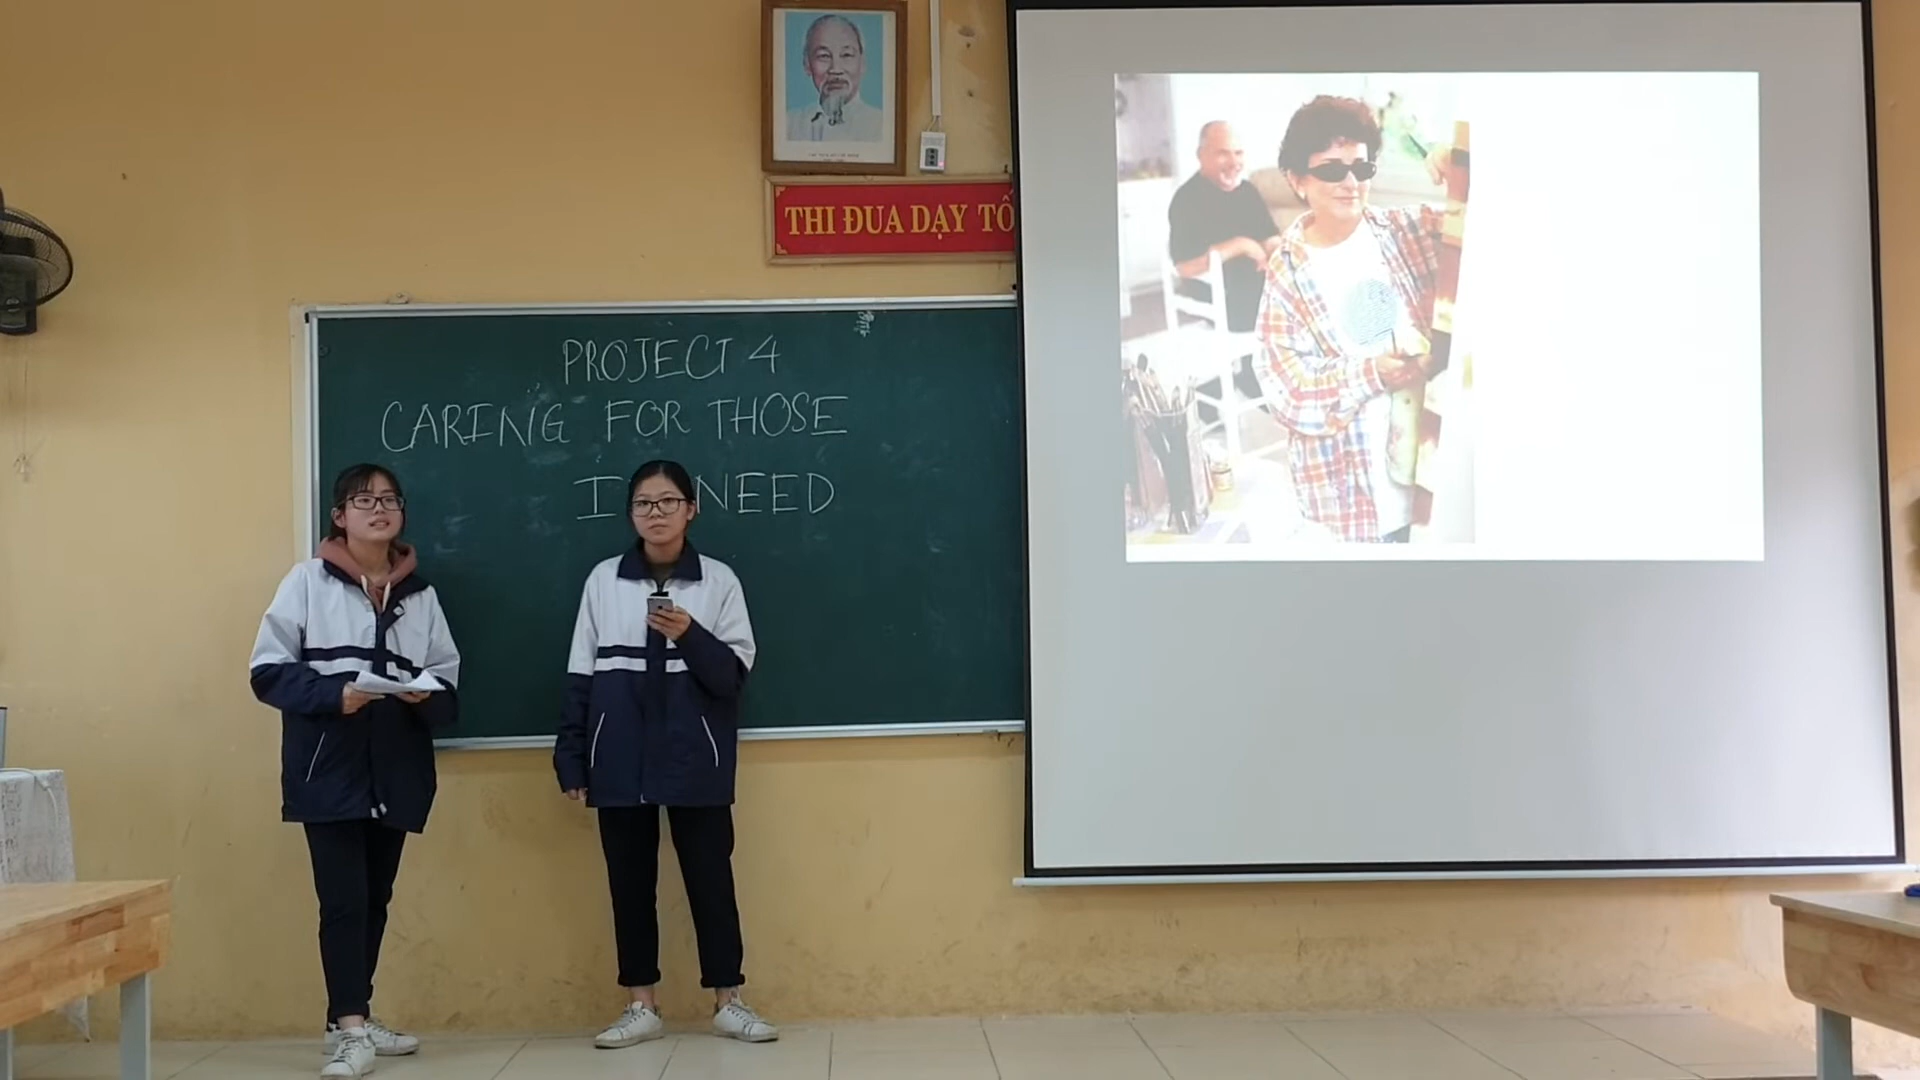 THI ĐUA DẠY TỐ
PROJECT 4
CARING FOR THOSE
I NEED